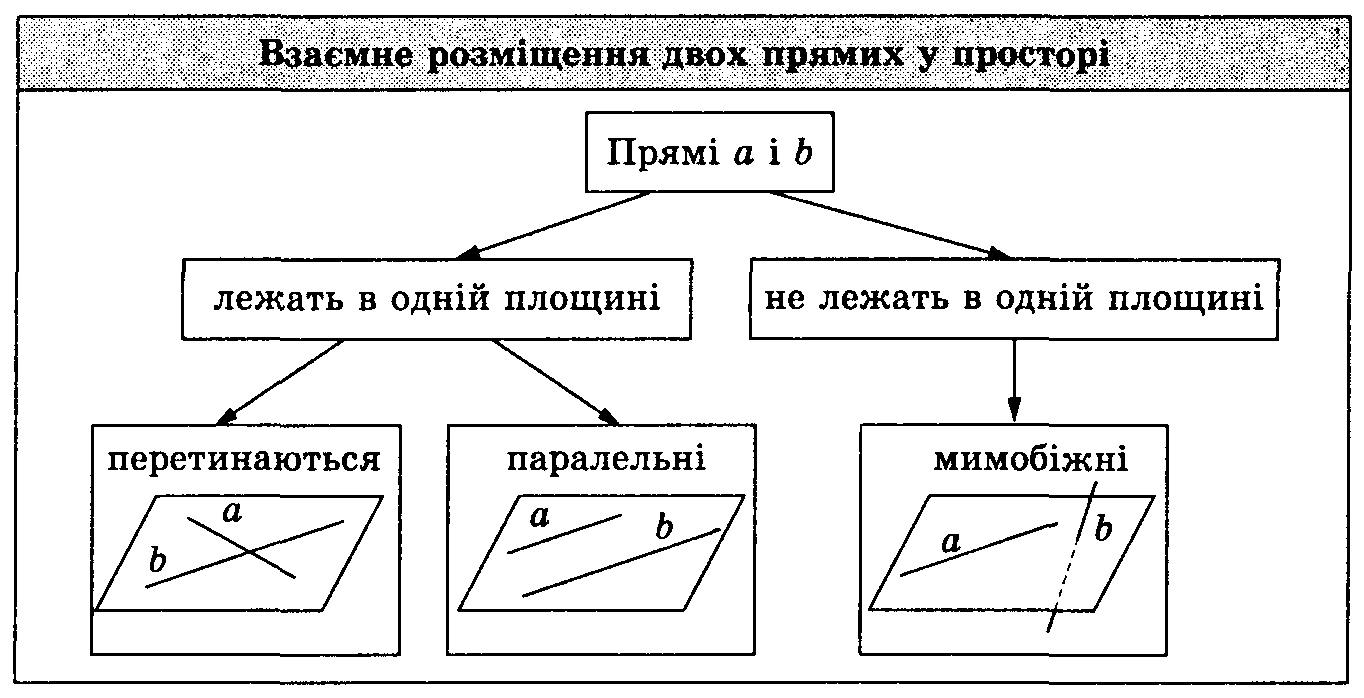 Взаємне розміщення двох прямих у просторі
Прямі a і b
лежать в одній площині
не лежать в одній площині
перетинаються
паралельні
мимобіжні
a
b
a
b
a
b